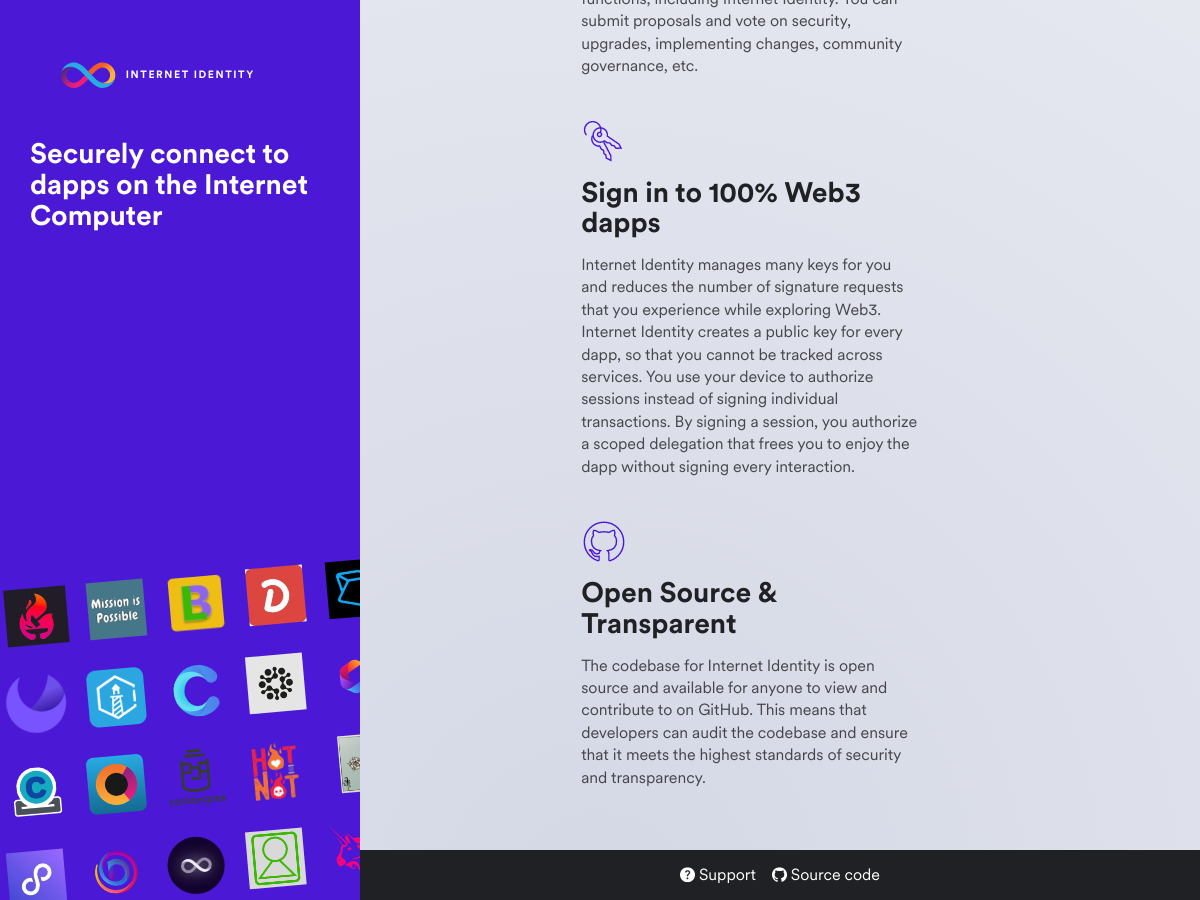 INTERNET IDENTITY
Securely connect to
dapps on the Internet
Computer
Mission is
Possible
B
D
C
C
HOT
NOT
functions, including Internet Identity. You can
submit proposals and vote on security,
upgrades, implementing changes, community
governance, etc.
Sign in to 100% Web3
dapps
Internet Identity manages many keys for you
and reduces the number of signature requests
that you experience while exploring Web3.
Internet Identity creates a public key for every
dapp, so that you cannot be tracked across
services. You use your device to authorize
sessions instead of signing individual
transactions. By signing a session, you authorize
a scoped delegation that frees you to enjoy the
dapp without signing every interaction.
Open Source &
Transparent
The codebase for Internet Identity is open
source and available for anyone to view and
contribute to on GitHub. This means that
developers can audit the codebase and ensure
that it meets the highest standards of security
and transparency.
? Support Source code